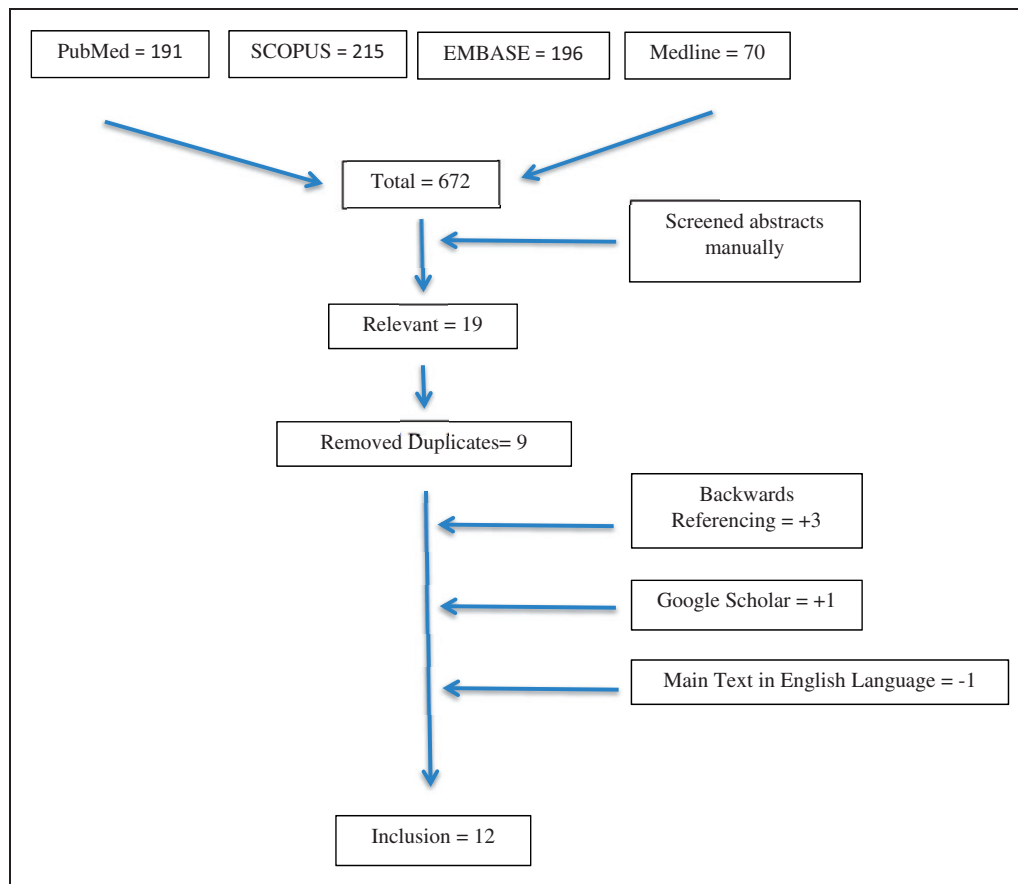 PubMed = 191
SCOPUS = 215
EMBASE = 196
Medline = 70
Total = 672
Screened abstracts
manually
Relevant = 19
Removed Duplicates= 9
Backwards
Referencing = +3
Google Scholar = +1
Main Text in English Language = -1
Inclusion = 12